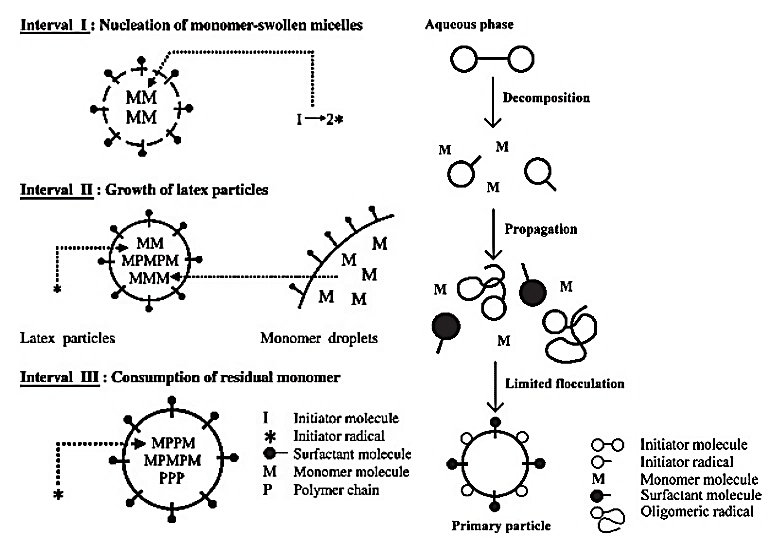 Interval I : Nucleation of monomer-swollen micelles
MM
MM
I→2*
Interval II : Growth of latex particles
MM
MPMPM
MMM
*
M
M
M
M
M
Latex particles
Monomer droplets
Interval III : Consumption of residual monomer
MPPM
MPMPM
PPP
*
I Initiator molecule
* Initiator radical
Surfactant molecule
M Monomer molecule
P Polymer chain
Aqueous phase
Decomposition
M
M
M
Propagation
M
M
M
Limited flocculation
Primary particle
Initiator molecule
Initiator radical
M Monomer molecule
Surfactant molecule
Oligomeric radical